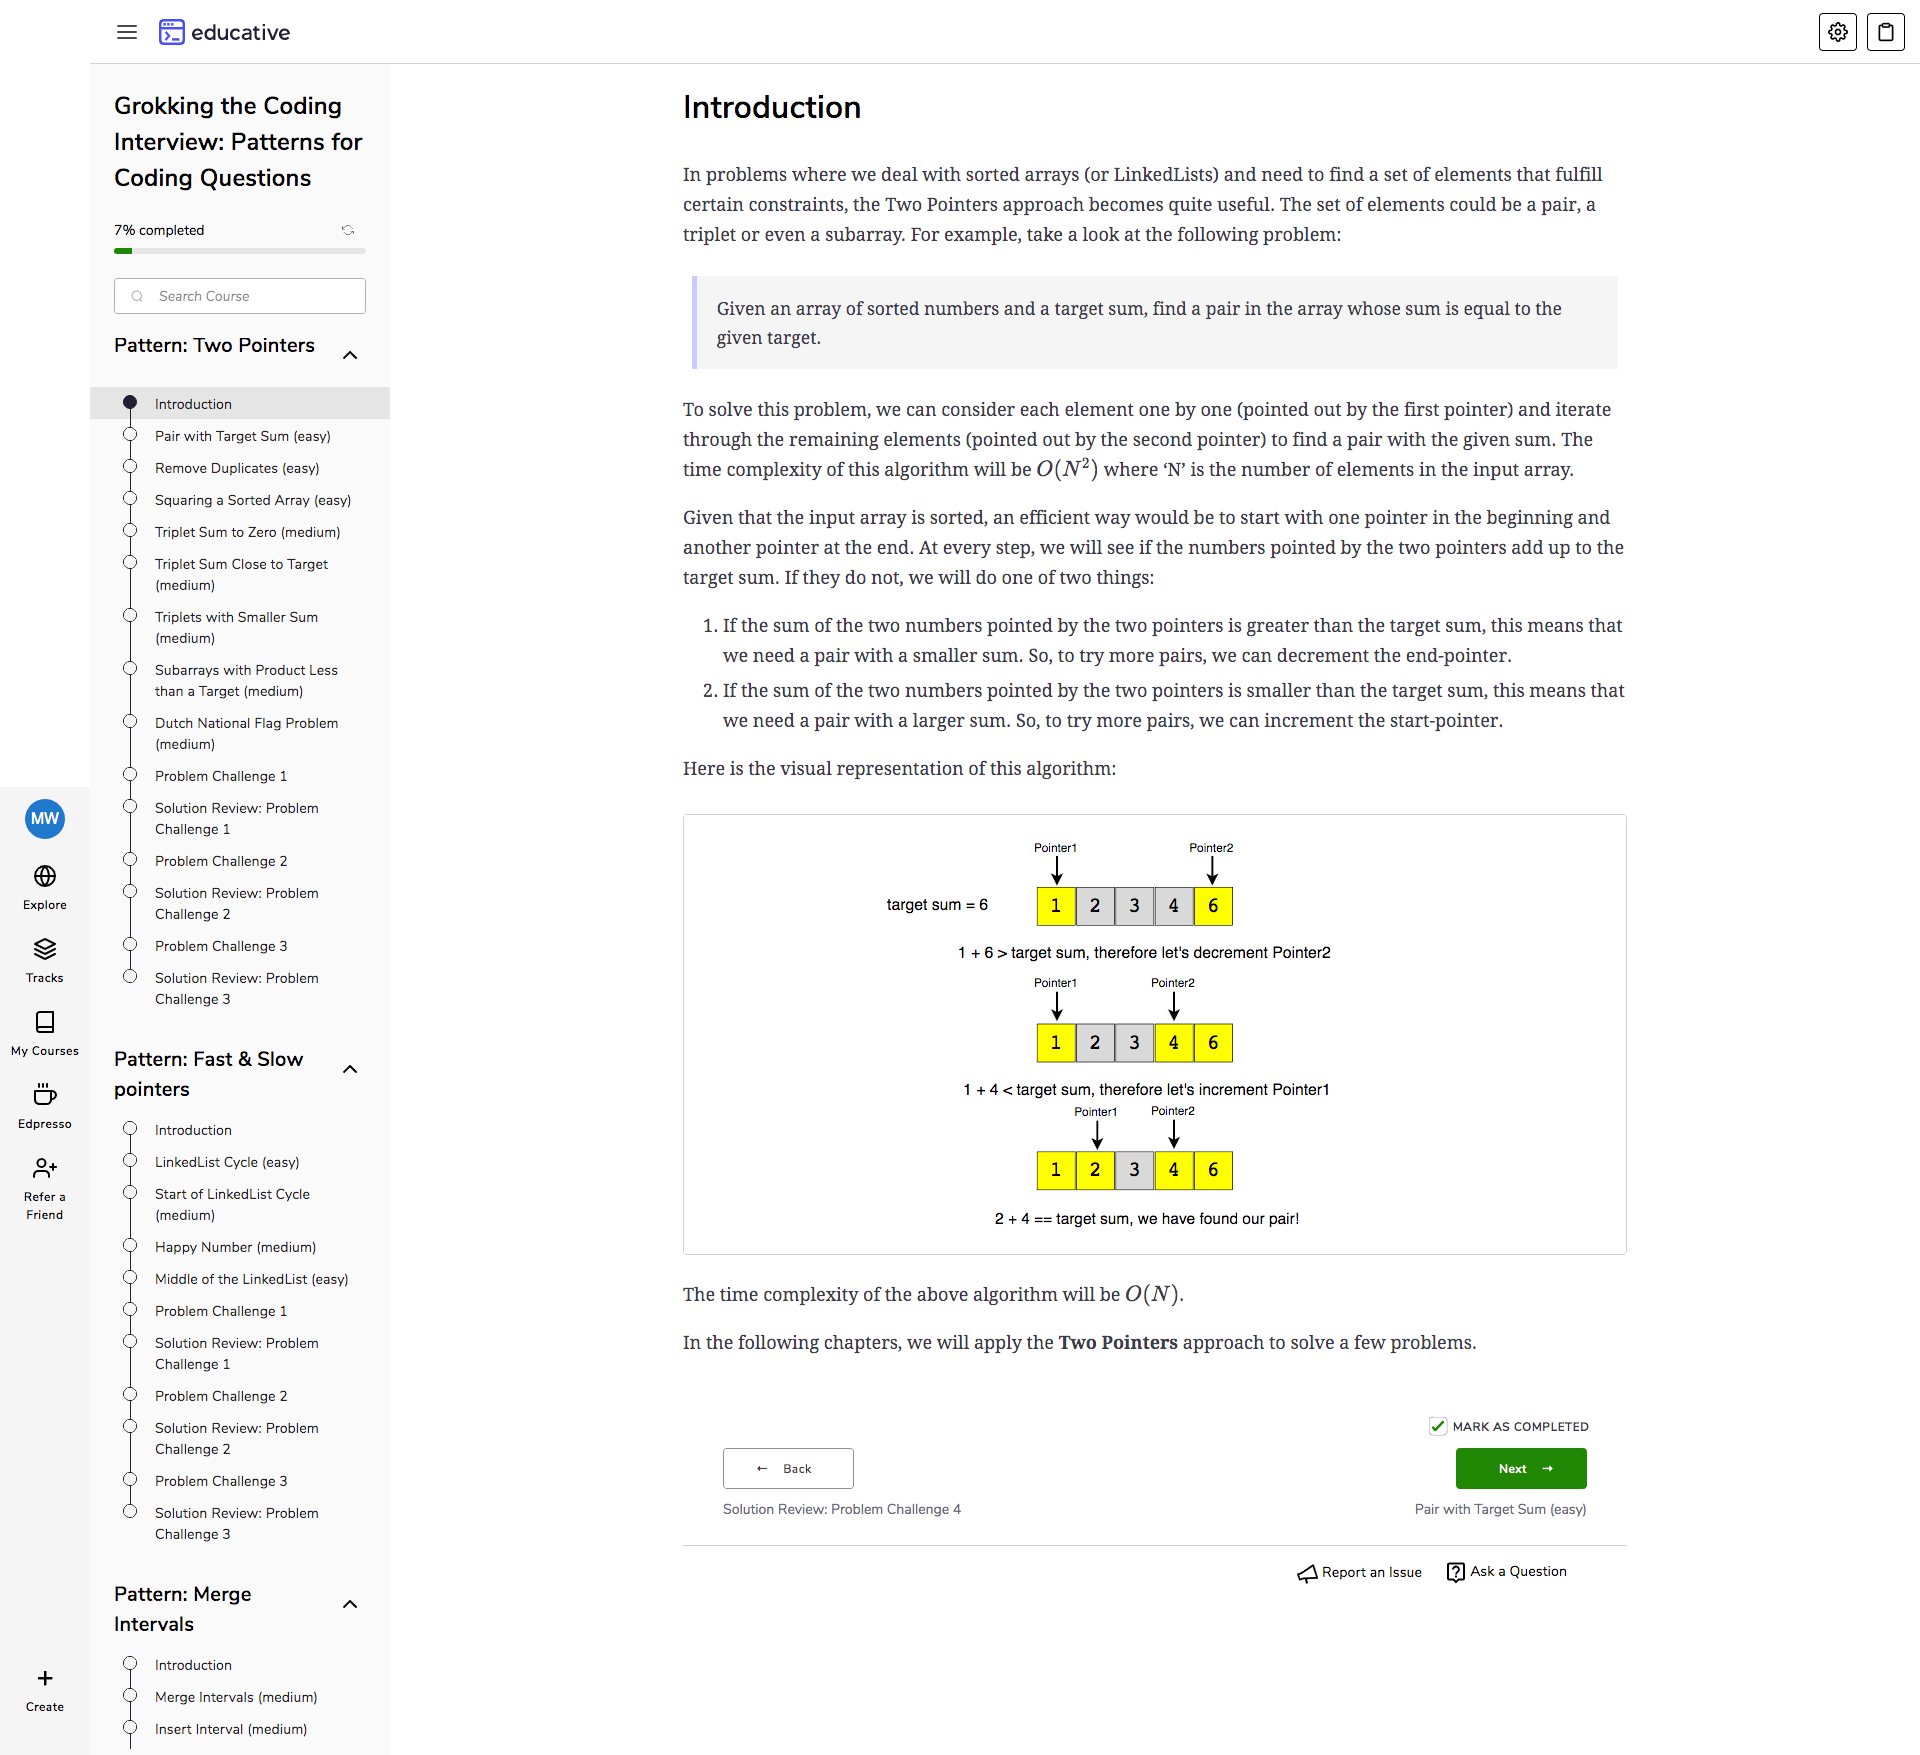 educative
Grokking the Coding
Interview: Patterns for
Coding Questions
7% completed
Search Course
Pattern: Two Pointers
Introduction
Pair with Target Sum (easy)
Remove Duplicates (easy)
Squaring a Sorted Array (easy)
Triplet Sum to Zero (medium)
Triplet Sum Close to Target
(medium)
Triplets with Smaller Sum
(medium)
Subarrays with Product Less
than a Target (medium)
Dutch National Flag Problem
(medium)
Problem Challenge 1
Solution Review: Problem
Challenge 1
Problem Challenge 2
Solution Review: Problem
Challenge 2
Problem Challenge 3
Solution Review: Problem
Challenge 3
Pattern: Fast & Slow
pointers
Introduction
LinkedList Cycle (easy)
Start of LinkedList Cycle
(medium)
Happy Number (medium)
Middle of the LinkedList (easy)
Problem Challenge 1
Solution Review: Problem
Challenge 1
Problem Challenge 2
Solution Review: Problem
Challenge 2
Problem Challenge 3
Solution Review: Problem
Challenge 3
Pattern: Merge
Intervals
Introduction
Merge Intervals (medium)
Insert Interval (medium)
MW
Explore
Tracks
My Courses
Edpresso
Refer a
Friend
Create
Introduction
In problems where we deal with sorted arrays (or LinkedLists) and need to find a set of elements that fulfill
certain constraints, the Two Pointers approach becomes quite useful. The set of elements could be a pair, a
triplet or even a subarray. For example, take a look at the following problem:
Given an array of sorted numbers and a target sum, find a pair in the array whose sum is equal to the
given target.
To solve this problem, we can consider each element one by one (pointed out by the first pointer) and iterate
through the remaining elements (pointed out by the second pointer) to find a pair with the given sum. The
time complexity of this algorithm will be O(N²) where ‘N’ is the number of elements in the input array.
Given that the input array is sorted, an efficient way would be to start with one pointer in the beginning and
another pointer at the end. At every step, we will see if the numbers pointed by the two pointers add up to the
target sum. If they do not, we will do one of two things:
1. If the sum of the two numbers pointed by the two pointers is greater than the target sum, this means that
we need a pair with a smaller sum. So, to try more pairs, we can decrement the end-pointer.
2. If the sum of the two numbers pointed by the two pointers is smaller than the target sum, this means that
we need a pair with a larger sum. So, to try more pairs, we can increment the start-pointer.
Here is the visual representation of this algorithm:
Pointer1 Pointer2
target sum = 6 1 2 3 4 6
1 + 6 > target sum, therefore let's decrement Pointer2
Pointer1 Pointer2
1 2 3 4 6
1 + 4 < target sum, therefore let's increment Pointer1
Pointer1 Pointer2
1 2 3 4 6
2 + 4 == target sum, we have found our pair!
The time complexity of the above algorithm will be O(N).
In the following chapters, we will apply the Two Pointers approach to solve a few problems.
MARK AS COMPLETED
← Back
Next →
Solution Review: Problem Challenge 4
Pair with Target Sum (easy)
Report an Issue
Ask a Question